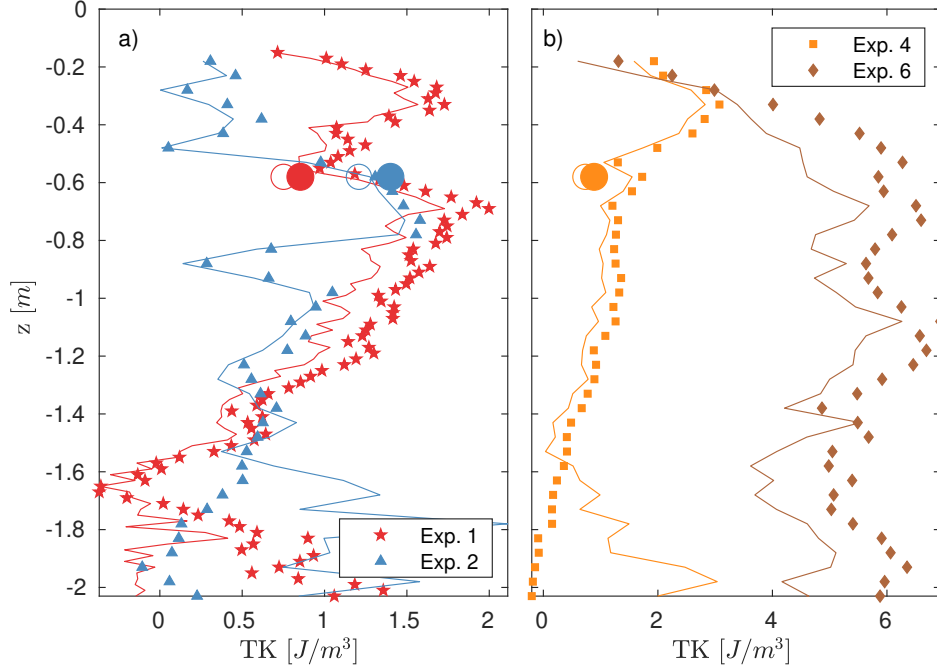 a)
b)
Exp. 4
Exp. 6
Exp. 1
Exp. 2
0
-0.2
-0.4
-0.6
-0.8
-1
-1.2
-1.4
-1.6
-1.8
-2
z [m]
0 0.5 1 1.5 2
0 2 4 6
TK [J/m³]
TK [J/m³]